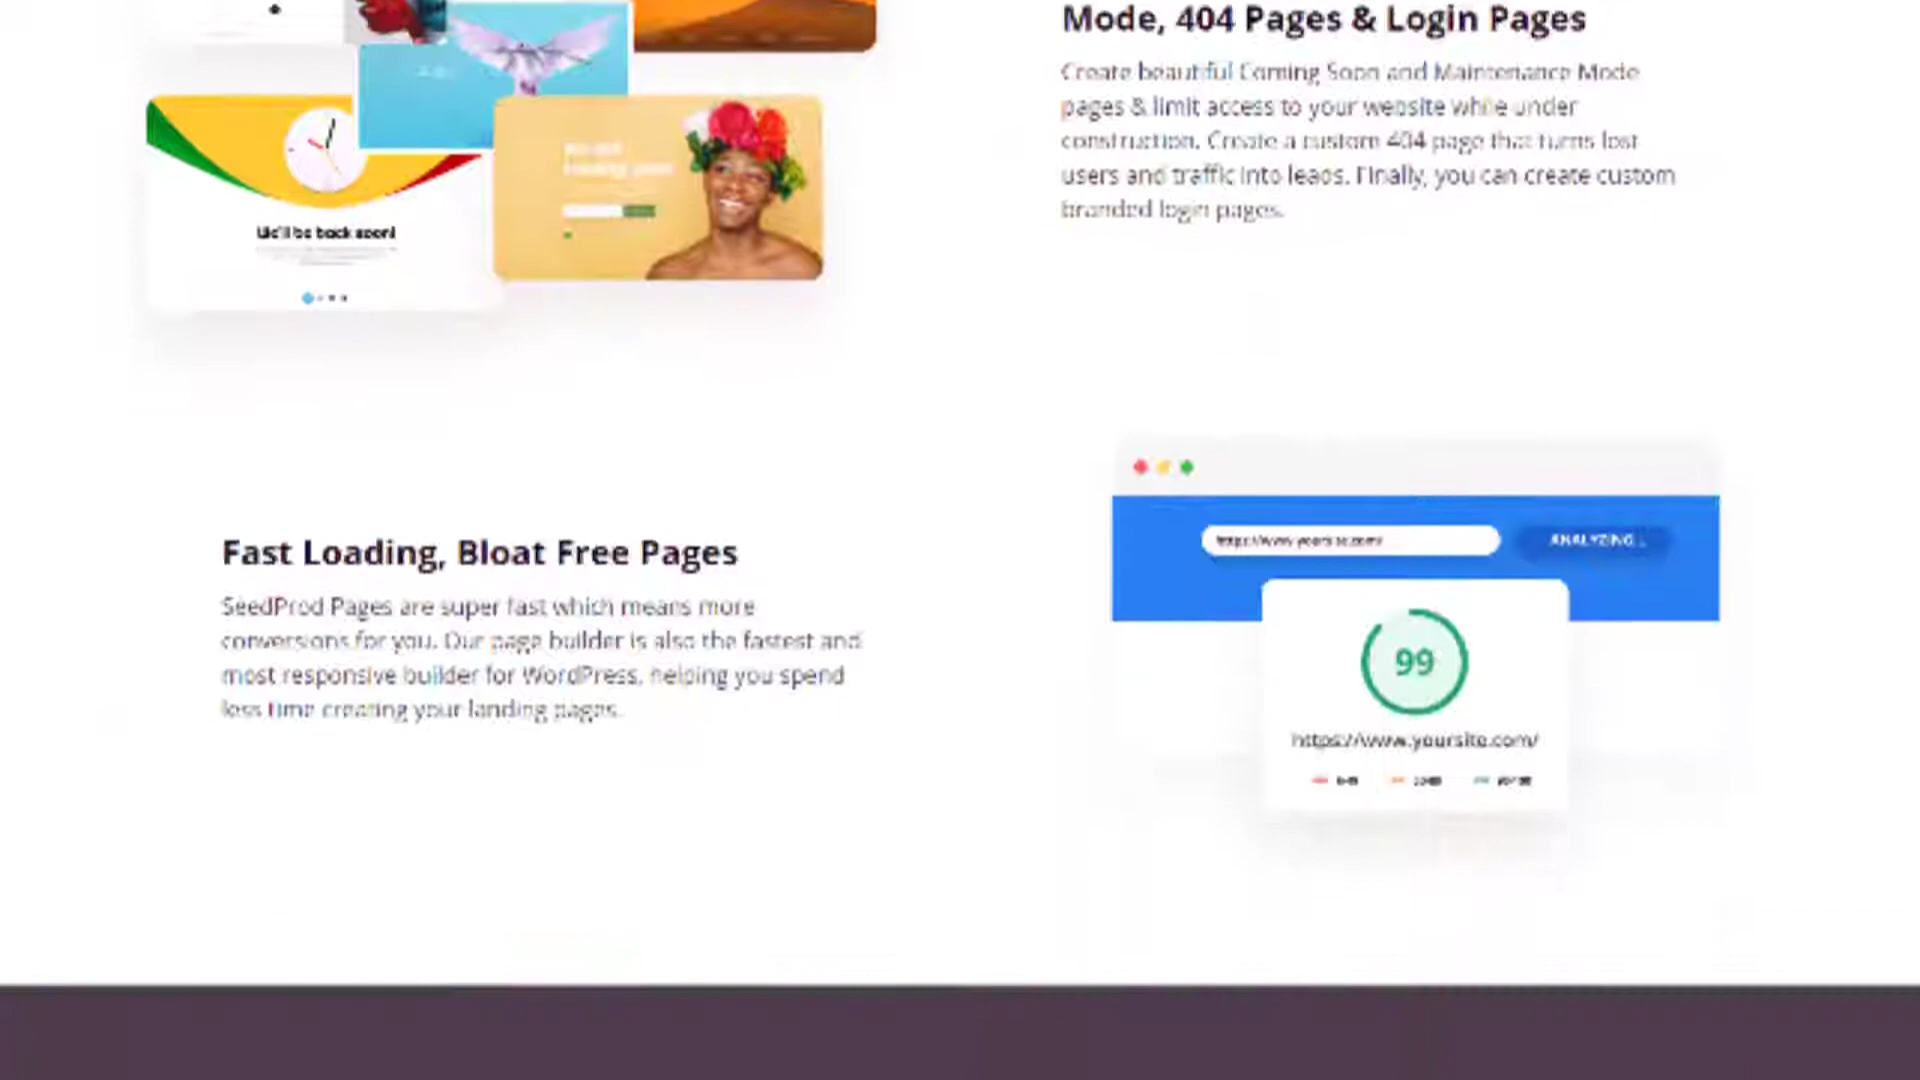 Mode, 404 Pages & Login Pages
Create beautiful Coming Soon and Maintenance Mode
pages & limit access to your website while under
construction. Create a custom 404 page that turns lost
users and traffic into leads. Finally, you can create custom
branded login pages.
We'll be back soon!
Fast Loading, Bloat Free Pages
SeedProd Pages are super fast which means more
conversions for you. Our page builder is also the fastest and
most responsive builder for WordPress, helping you spend
less time creating your landing pages.
https://www.yoursite.com/
ANALYZING...
99
https://www.yoursite.com/